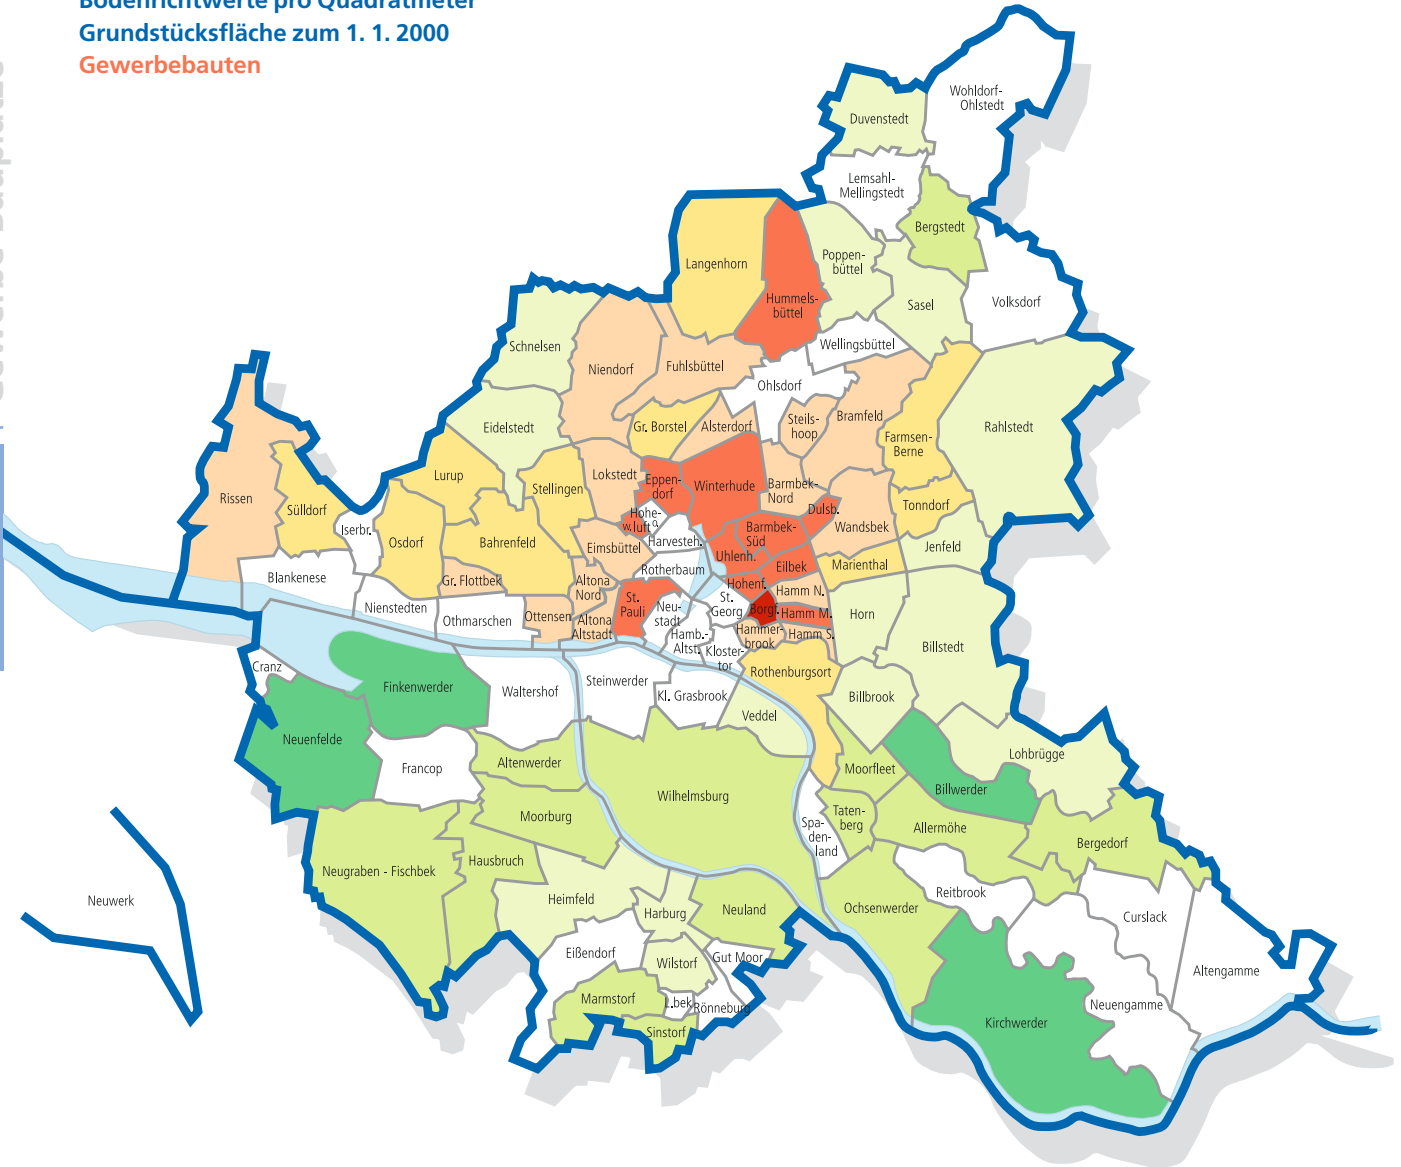 Bodenrichtwerte pro Quadratmeter
Grundstücksfläche zum 1. 1. 2000
Gewerbebauten
Wohldorf-
Ohlstedt
Duvenstedt
Lemsahl-
Mellingstedt
Bergstedt
Poppen-
büttel
Langenhorn
Hummels-
büttel
Sasel
Volksdorf
Wellingsbüttel
Schnelsen
Niendorf
Fuhlsbüttel
Ohlsdorf
Eidelstedt
Gr. Borstel
Alsterdorf
Steils-
hoop
Bramfeld
Farmsen-
Berne
Rahlstedt
Rissen
Sülldorf
Iserbr.
Lurup
Osdorf
Stellingen
Lokstedt
Eppen-
dorf
Winterhude
Barmbek-
Nord
Dulsb.
Wandsbek
Tonndorf
Jenfeld
Bahrenfeld
Hohe-
w. luft o.
Harvesteh.
Barmbek-
Süd
Eimsbüttel
Uhlenh.
Eilbek
Marienthal
Blankenese
Gr. Flottbek
Altona
Nord
Rotherbaum
Hohenf.
Hamm N.
Nienstedten
Othmarschen
Ottensen
Altona
Altstadt
St.
Pauli
Neu-
stadt
St.
Georg
Borgf.
Hamm M.
Hamm S.
Horn
Billstedt
Hamb.-
Altst.
Kloster-
tor
Hammer-
brook
Rothenburgsort
Cranz
Finkenwerder
Waltershof
Steinwerder
Kl. Grasbrook
Veddel
Billbrook
Neuenfelde
Francop
Altenwerder
Moorfleet
Lohbrügge
Billwerder
Wilhelmsburg
Moorburg
Spa-
den-
land
Taten-
berg
Allermöhe
Bergedorf
Neugraben - Fischbek
Hausbruch
Heimfeld
Harburg
Neuland
Ochsenwerder
Reitbrook
Curslack
Neuwerk
Eißendorf
Wilstorf
Gut Moor
Altengamme
Marmstorf
L.bek
Rönneburg
Neuengamme
Sinstorf
Kirchwerder